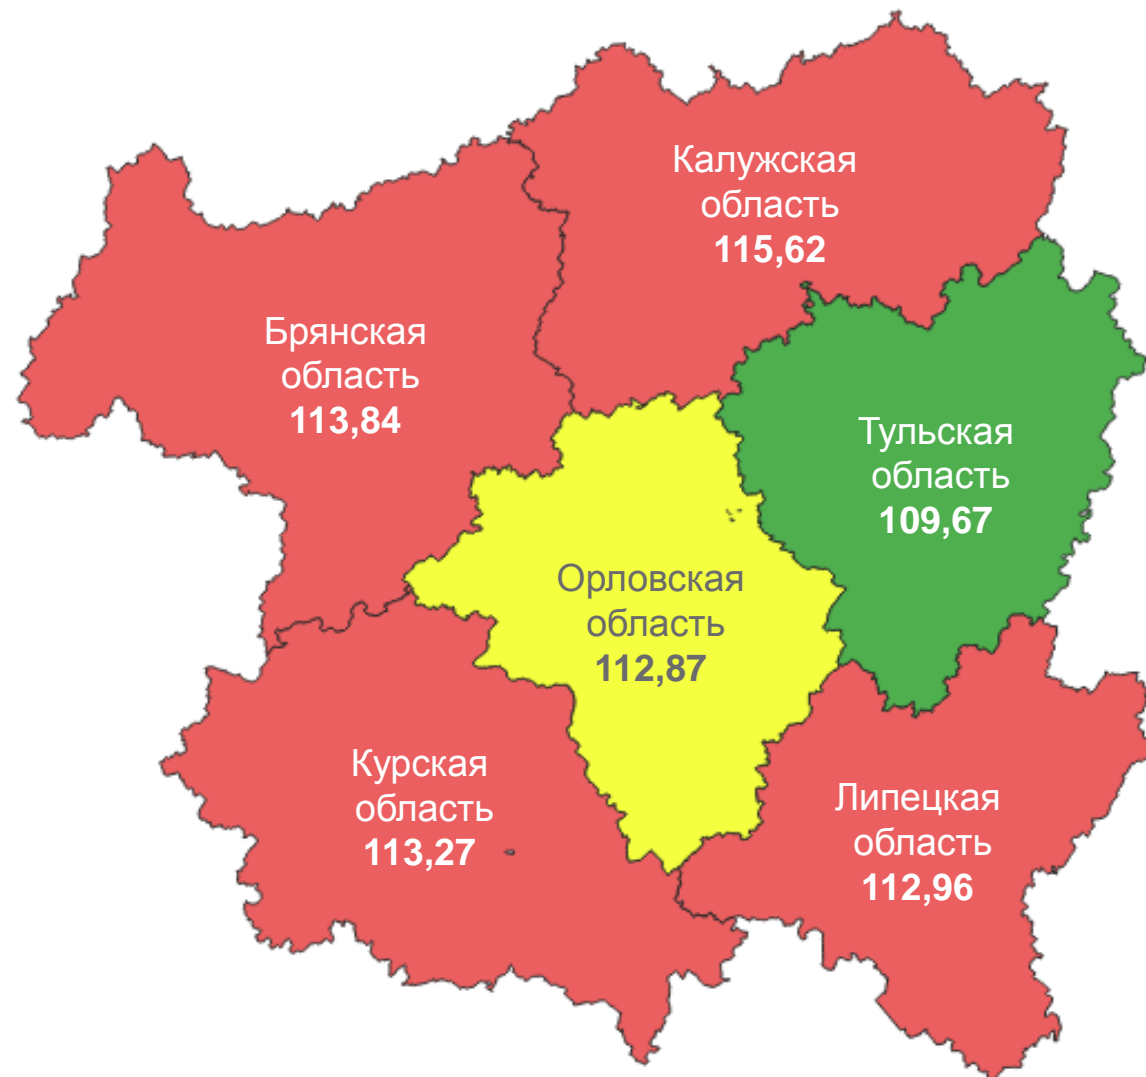 Калужская
область
115,62
Брянская
область
113,84
Тульская
область
109,67
Орловская
область
112,87
Курская
область
113,27
Липецкая
область
112,96